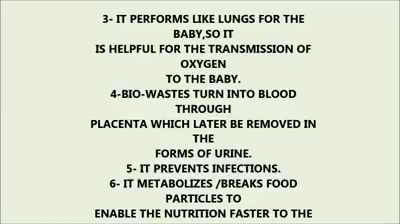 3- IT PERFORMS LIKE LUNGS FOR THE
BABY,SO IT
IS HELPFUL FOR THE TRANSMISSION OF
OXYGEN
TO THE BABY.
4-BIO-WASTES TURN INTO BLOOD
THROUGH
PLACENTA WHICH LATER BE REMOVED IN
THE
FORMS OF URINE.
5- IT PREVENTS INFECTIONS.
6- IT METABOLIZES /BREAKS FOOD
PARTICLES TO
ENABLE THE NUTRITION FASTER TO THE